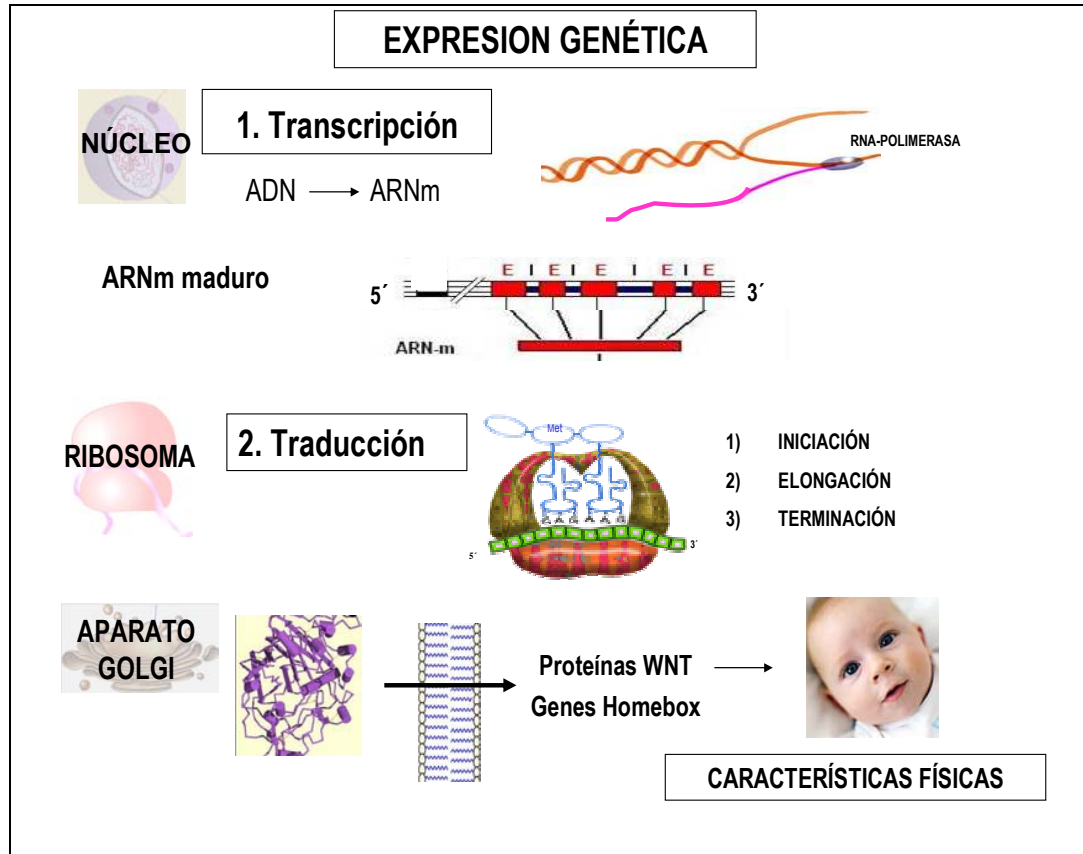 EXPRESION GENÉTICA
NÚCLEO
1. Transcripción
RNA-POLIMERASA
ADN → ARNm
ARNm maduro
E I E I E I E I E
5´ 3´
ARN-m
RIBOSOMA
2. Traducción
Met
1) INICIACIÓN
2) ELONGACIÓN
3) TERMINACIÓN
5´ 3´
APARATO
GOLGI
Proteínas WNT
Genes Homebox
CARACTERÍSTICAS FÍSICAS